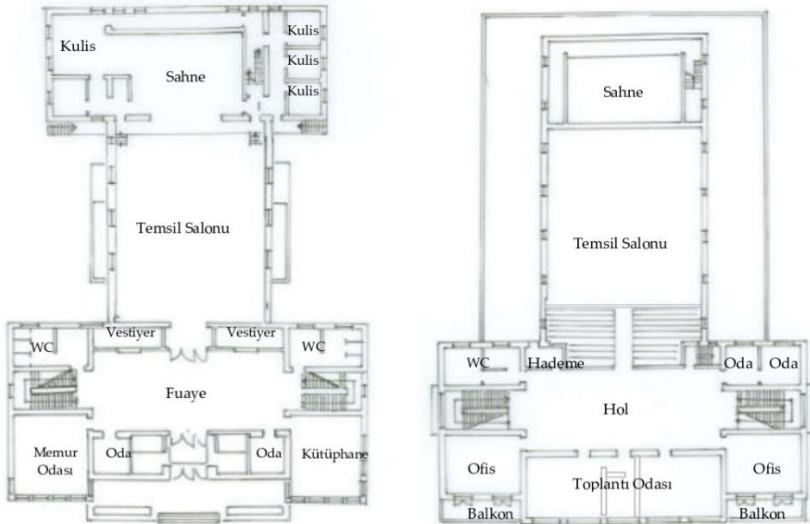 Kulis
Kulis
Sahne
Kulis
Kulis
Temsil Salonu
Vestiyer
Vestiyer
WC
WC
Fuaye
Memur
Odası
Oda
Oda
Kütüphane
Sahne
Temsil Salonu
WC
Hademe
Oda
Oda
Hol
Ofis
Toplantı Odası
Ofis
Balkon
Balkon